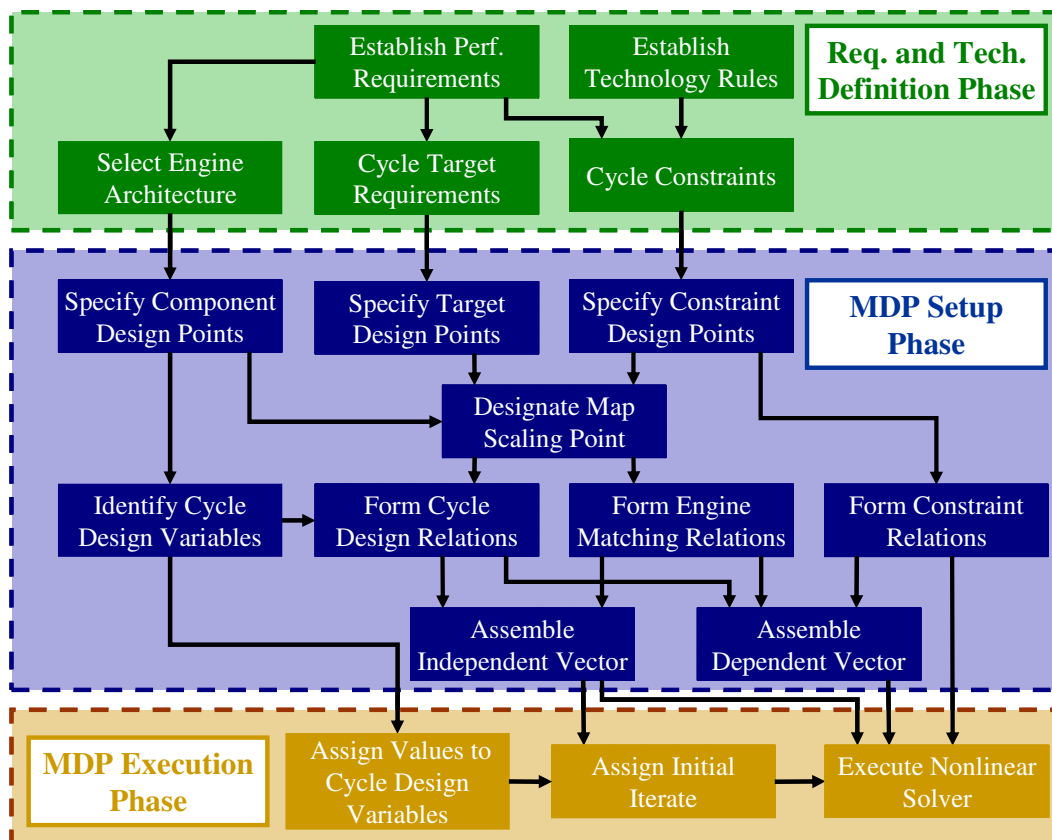 Establish Perf.
Requirements
Establish
Technology Rules
Req. and Tech.
Definition Phase
Select Engine
Architecture
Cycle Target
Requirements
Cycle Constraints
Specify Component
Design Points
Specify Target
Design Points
Specify Constraint
Design Points
MDP Setup
Phase
Designate Map
Scaling Point
Identify Cycle
Design Variables
Form Cycle
Design Relations
Form Engine
Matching Relations
Form Constraint
Relations
Assemble
Independent Vector
Assemble
Dependent Vector
MDP Execution
Phase
Assign Values to
Cycle Design
Variables
Assign Initial
Iterate
Execute Nonlinear
Solver